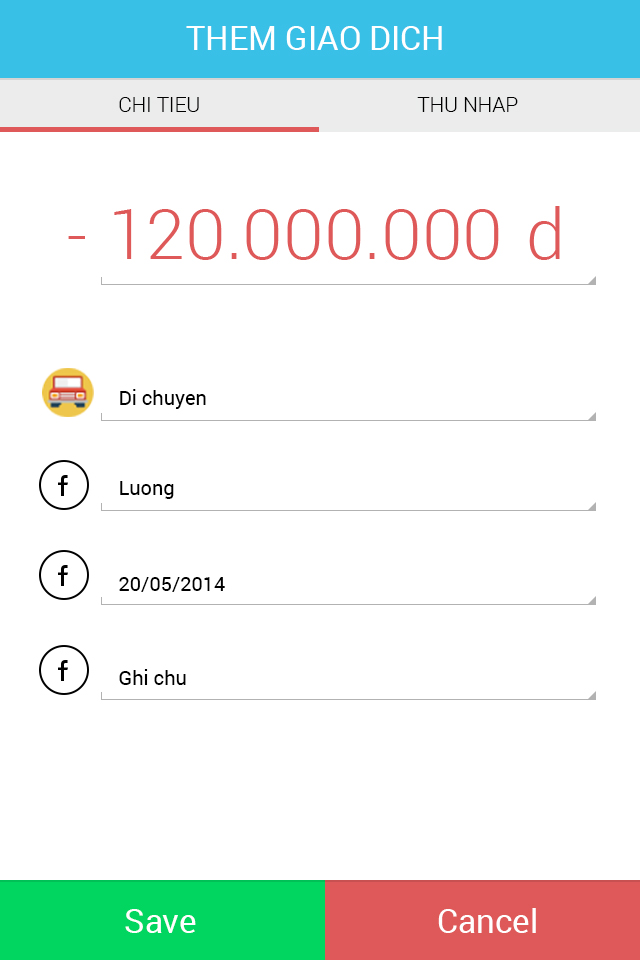 THEM GIAO DICH
CHI TIEU THU NHAP
- 120.000.000 d
Di chuyen
f Luong
f 20/05/2014
f Ghi chu
Save Cancel